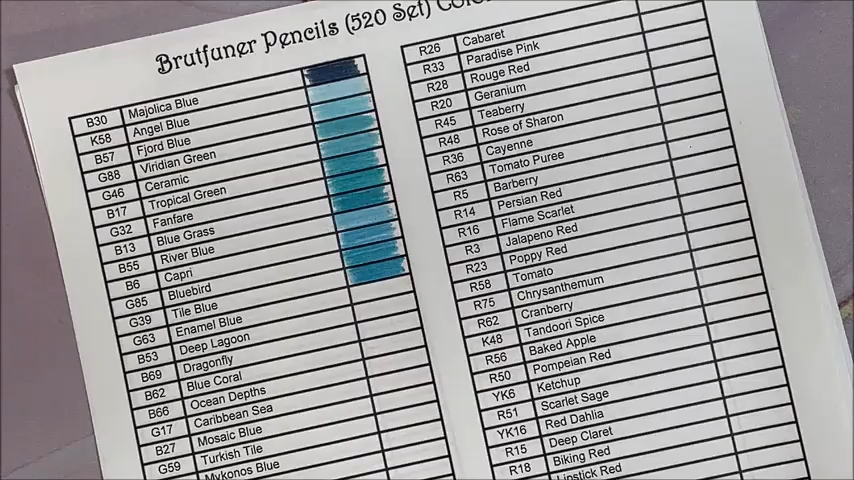 Brutfuner Pencils (520 Set)
B30 Majolica Blue
K58 Angel Blue
B57 Fjord Blue
G88 Viridian Green
G46 Ceramic
B17 Tropical Green
G32 Fanfare
B13 Blue Grass
B55 River Blue
B6 Capri
G85 Bluebird
G39 Tile Blue
G63 Enamel Blue
B53 Deep Lagoon
B69 Dragonfly
B62 Blue Coral
B66 Ocean Depths
G17 Caribbean Sea
B27 Mosaic Blue
G59 Turkish Tile
Mykonos Blue
R26 Cabaret
R33 Paradise Pink
R28 Rouge Red
R20 Geranium
R45 Teaberry
R48 Rose of Sharon
R36 Cayenne
R63 Tomato Puree
R5 Barberry
R14 Persian Red
R16 Flame Scarlet
R3 Jalapeno Red
R23 Poppy Red
R58 Tomato
R75 Chrysanthemum
R62 Cranberry
K48 Tandoori Spice
R56 Baked Apple
R50 Pompeian Red
YK6 Ketchup
R51 Scarlet Sage
YK16 Red Dahlia
R15 Deep Claret
R18 Biking Red
Lipstick Red